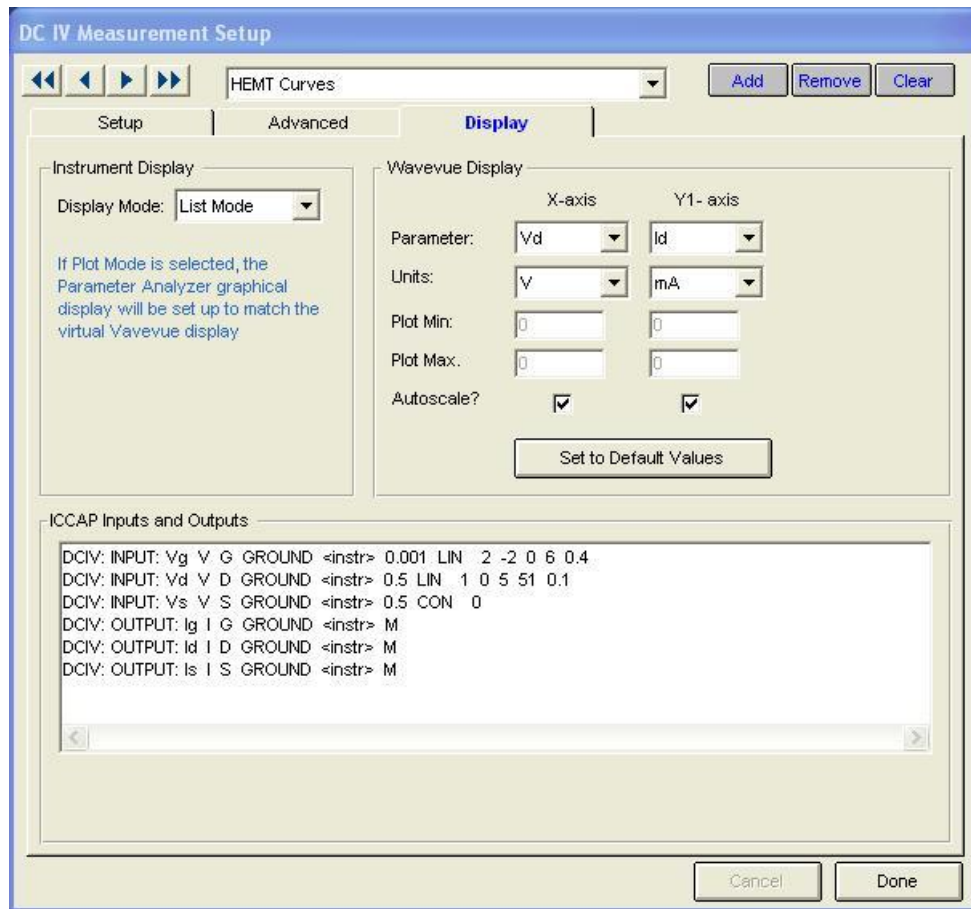 DC IV Measurement Setup
HEMT Curves
Add Remove Clear
Setup Advanced Display
Instrument Display
Display Mode: List Mode
If Plot Mode is selected, the
Parameter Analyzer graphical
display will be set up to match the
virtual Vavevue display
Wavevue Display
X-axis Y1- axis
Parameter: Vd Id
Units: V mA
Plot Min: 0 0
Plot Max. 0 0
Autoscale?
Set to Default Values
ICCAP Inputs and Outputs
DCIV: INPUT: Vg V G GROUND <instr> 0.001 LIN 2 -2 0 6 0.4
DCIV: INPUT: Vd V D GROUND <instr> 0.5 LIN 1 0 5 51 0.1
DCIV: INPUT: Vs V S GROUND <instr> 0.5 CON 0
DCIV: OUTPUT: Ig I G GROUND <instr> M
DCIV: OUTPUT: Id I D GROUND <instr> M
DCIV: OUTPUT: Is I S GROUND <instr> M
Cancel Done